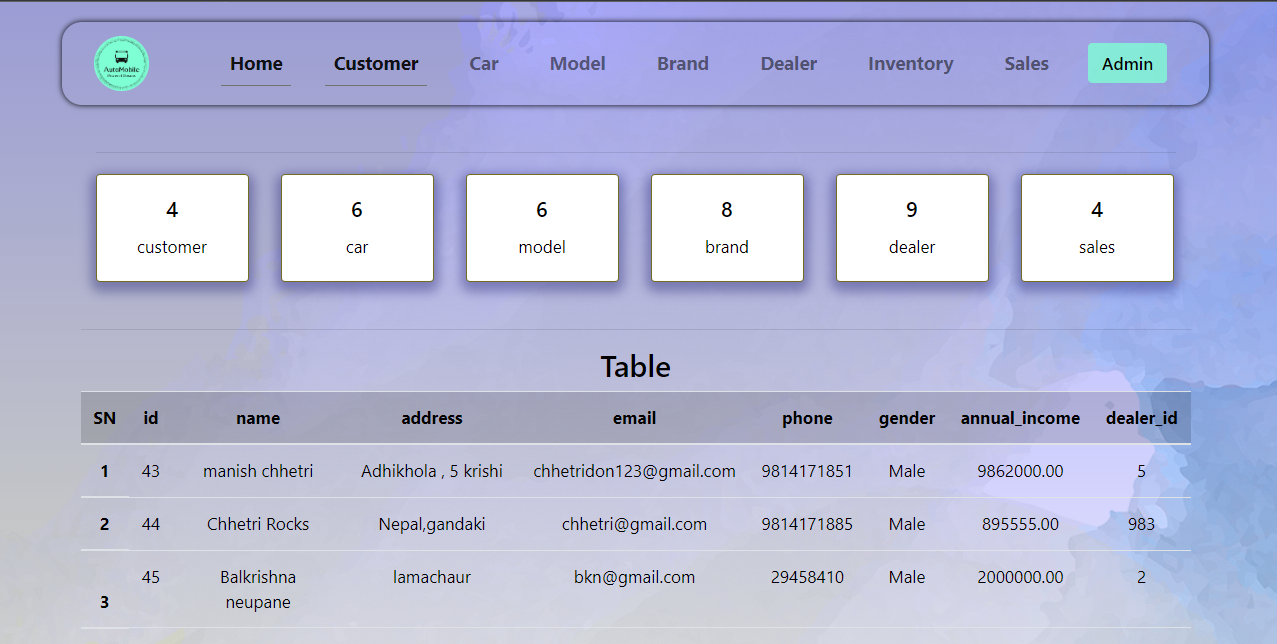 AutoMobile
Home Customer Car Model Brand Dealer Inventory Sales Admin
4 6 6 8 9 4
customer car model brand dealer sales
Table
SN id name address email phone gender annual_income dealer_id
1 43 manish chhetri Adhikhola , 5 krishi chhetridon123@gmail.com 9814171851 Male 9862000.00 5
2 44 Chhetri Rocks Nepal,gandaki chhetri@gmail.com 9814171885 Male 895555.00 983
45 Balkrishna lamachaur bkn@gmail.com 29458410 Male 2000000.00 2
3 neupane